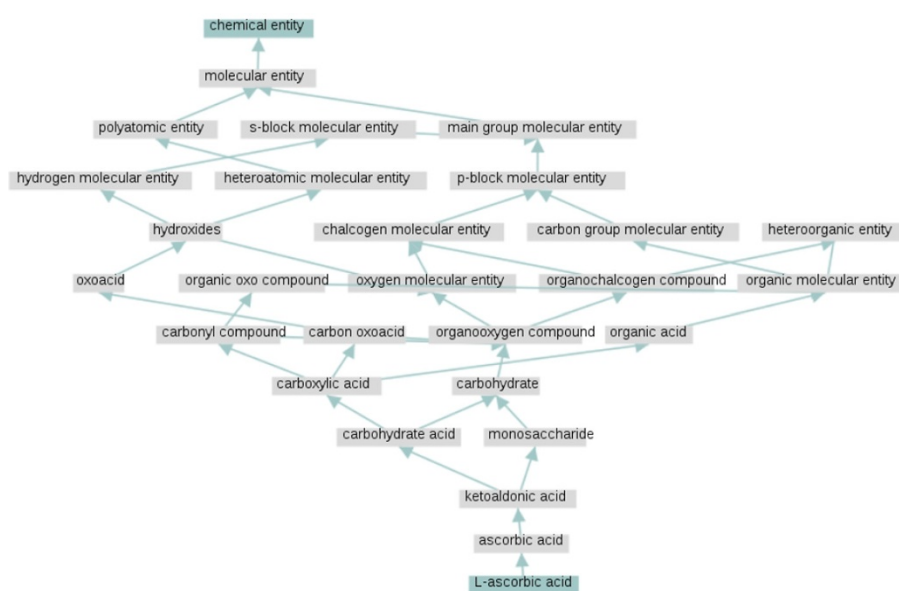 chemical entity
molecular entity
polyatomic entity
s-block molecular entity
main group molecular entity
hydrogen molecular entity
heteroatomic molecular entity
p-block molecular entity
hydroxides
chalcogen molecular entity
carbon group molecular entity
heteroorganic entity
oxoacid
organic oxo compound
oxygen molecular entity
organochalcogen compound
organic molecular entity
carbonyl compound
carbon oxoacid
organooxygen compound
organic acid
carboxylic acid
carbohydrate
carbohydrate acid
monosaccharide
ketoaldonic acid
ascorbic acid
L-ascorbic acid